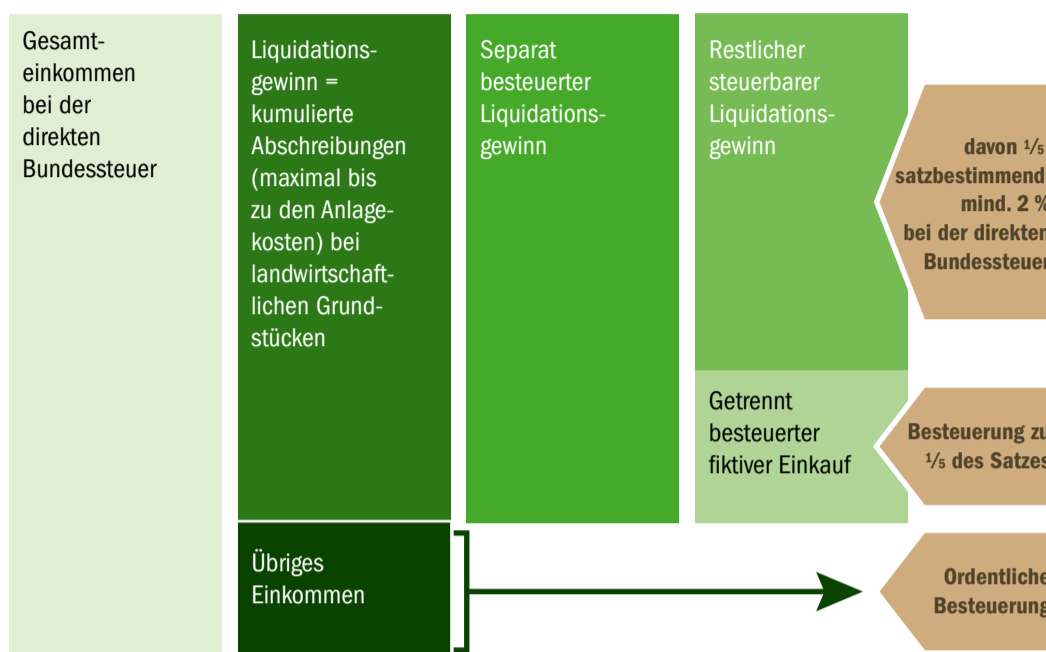 Gesamt-
einkommen
bei der
direkten
Bundessteuer
Liquidations-
gewinn =
kumulierte
Abschreibungen
(maximal bis
zu den Anlage-
kosten) bei
landwirtschaft-
lichen Grund-
stücken
Separat
besteuerter
Liquidations-
gewinn
Restlicher
steuerbarer
Liquidations-
gewinn
davon ⅕
satzbestimmend
mind. 2 %
bei der direkten
Bundessteuer
Getrennt
besteuerter
fiktiver Einkauf
Besteuerung zu
⅕ des Satzes
Übriges
Einkommen
Ordentliche
Besteuerung